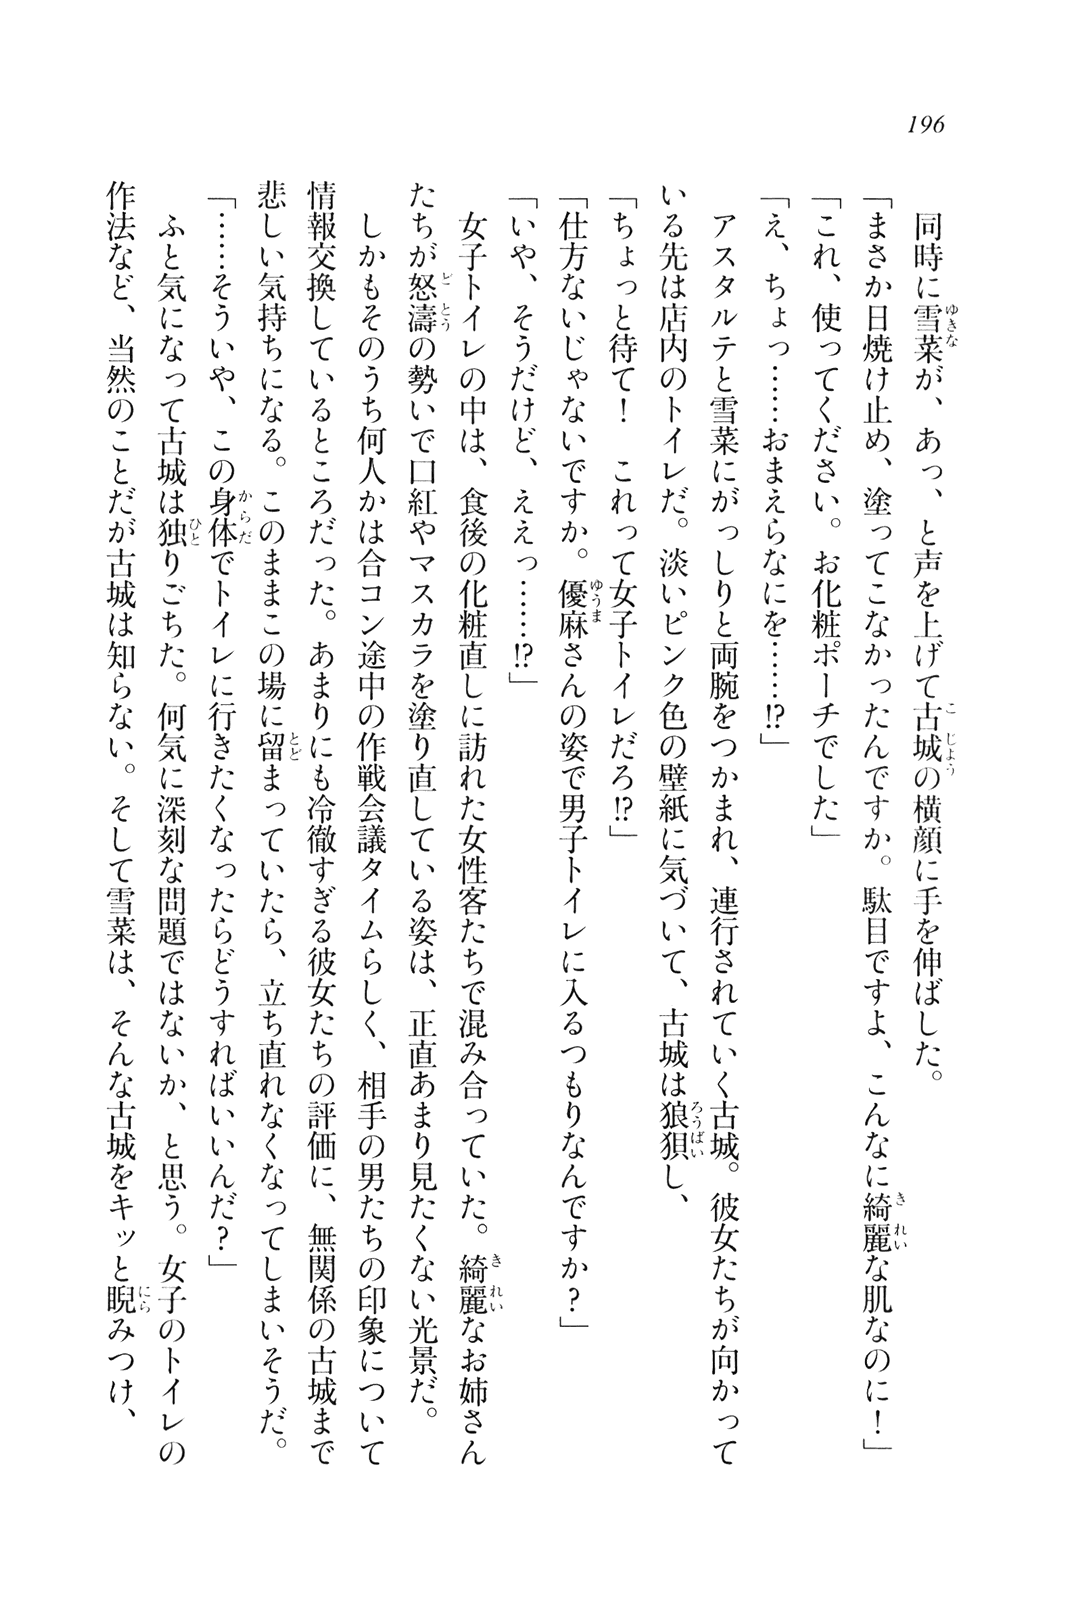 196
　同時に雪菜が、あっ、と声を上げて古城の横顔に手を伸ばした。
「まさか日焼け止め、塗ってこなかったんですか。駄目ですよ、こんなに綺麗な肌なのに！」
「これ、使ってください。お化粧ポーチでした」
「え、ちょっ……おまえらなにを……!?」
　アスタルテと雪菜にがっしりと両腕をつかまれ、連行されていく古城。彼女たちが向かって
いる先は店内のトイレだ。淡いピンク色の壁紙に気づいて、古城は狼狽し、
「ちょっと待て！　これって女子トイレだろ!?」
「仕方ないじゃないですか。優麻さんの姿で男子トイレに入るつもりなんですか？」
「いや、そうだけど、ええっ……!?」
　女子トイレの中は、食後の化粧直しに訪れた女性客たちで混み合っていた。綺麗なお姉さん
たちが怒濤の勢いで口紅やマスカラを塗り直している姿は、正直あまり見たくない光景だ。
　しかもそのうち何人かは合コン途中の作戦会議タイムらしく、相手の男たちの印象について
情報交換しているところだった。あまりにも冷徹すぎる彼女たちの評価に、無関係の古城まで
悲しい気持ちになる。このままこの場に留まっていたら、立ち直れなくなってしまいそうだ。
「……そういや、この身体でトイレに行きたくなったらどうすればいいんだ？」
　ふと気になって古城は独りごちた。何気に深刻な問題ではないか、と思う。女子のトイレの
作法など、当然のことだが古城は知らない。そして雪菜は、そんな古城をキッと睨みつけ、